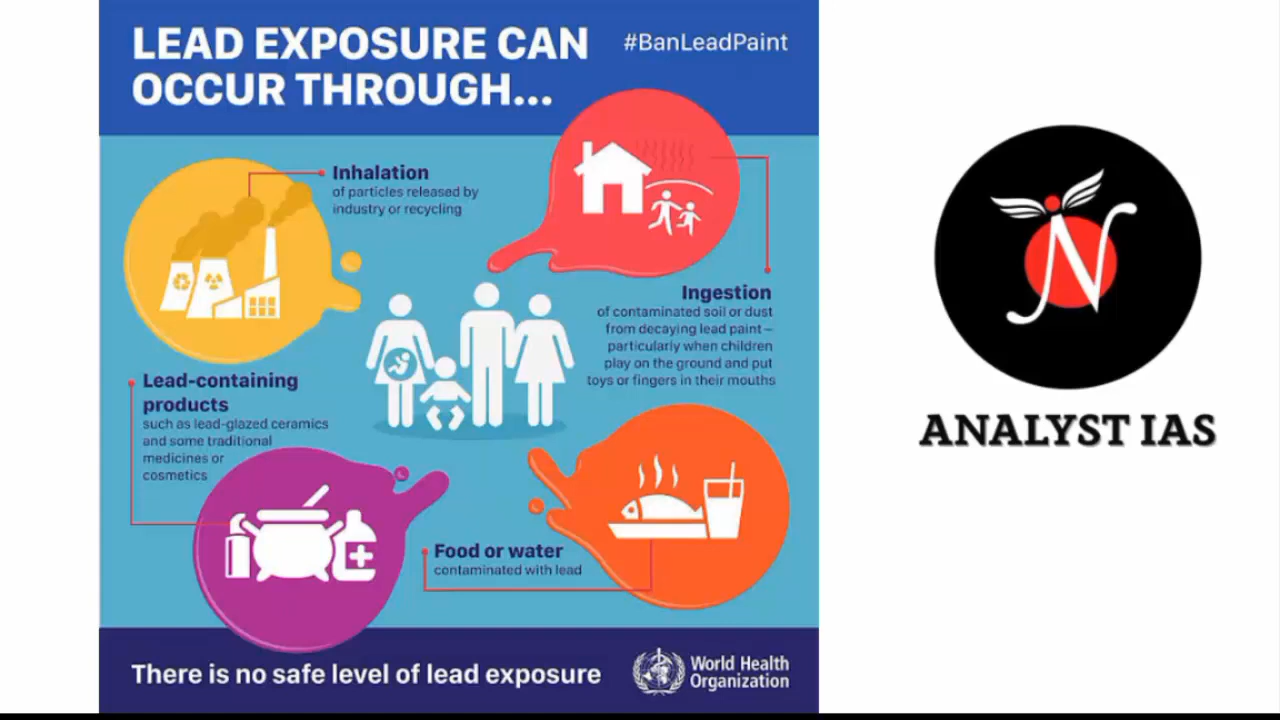 LEAD EXPOSURE CAN
OCCUR THROUGH...
#BanLeadPaint
Inhalation
of particles released by
industry or recycling
Ingestion
of contaminated soil or dust
from decaying lead paint–
particularly when children
play on the ground and put
toys or fingers in their mouths
Lead-containing
products
such as lead-glazed ceramics
and some traditional
medicines or
cosmetics
Food or water
contaminated with lead
There is no safe level of lead exposure
World Health
Organization
N
ANALYST IAS